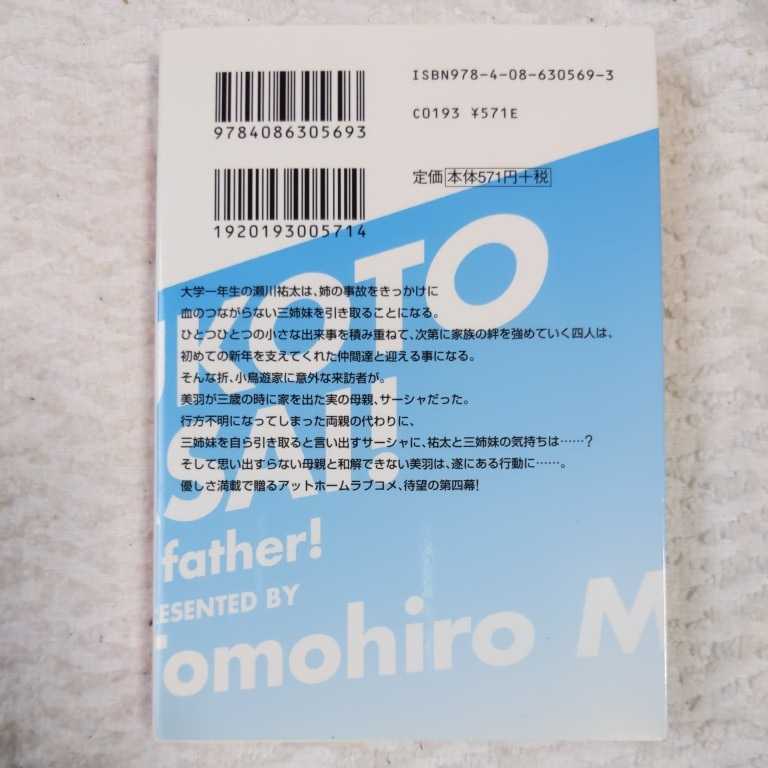 ISBN978-4-08-630569-3
C0193 ¥571E
9784086305693
定価 本体571円+税
1920193005714
UKOTO
SAI!
father!
RESENTED BY
Tomohiro M
大学一年生の瀬川祐太は、姉の事故をきっかけに
血のつながらない三姉妹を引き取ることになる。
ひとつひとつの小さな出来事を積み重ねて、次第に家族の絆を強めていく四人は、
初めての新年を支えてくれた仲間達と迎える事になる。
そんな折、小鳥遊家に意外な来訪者が。
美羽が三歳の時に家を出た実の母親、サーシャだった。
行方不明になってしまった両親の代わりに、
三姉妹を自ら引き取ると言い出すサーシャに、祐太と三姉妹の気持ちは……?
そして思い出すらない母親と和解できない美羽は、遂にある行動に……。
優しさ満載で贈るアットホームラブコメ、待望の第四幕!